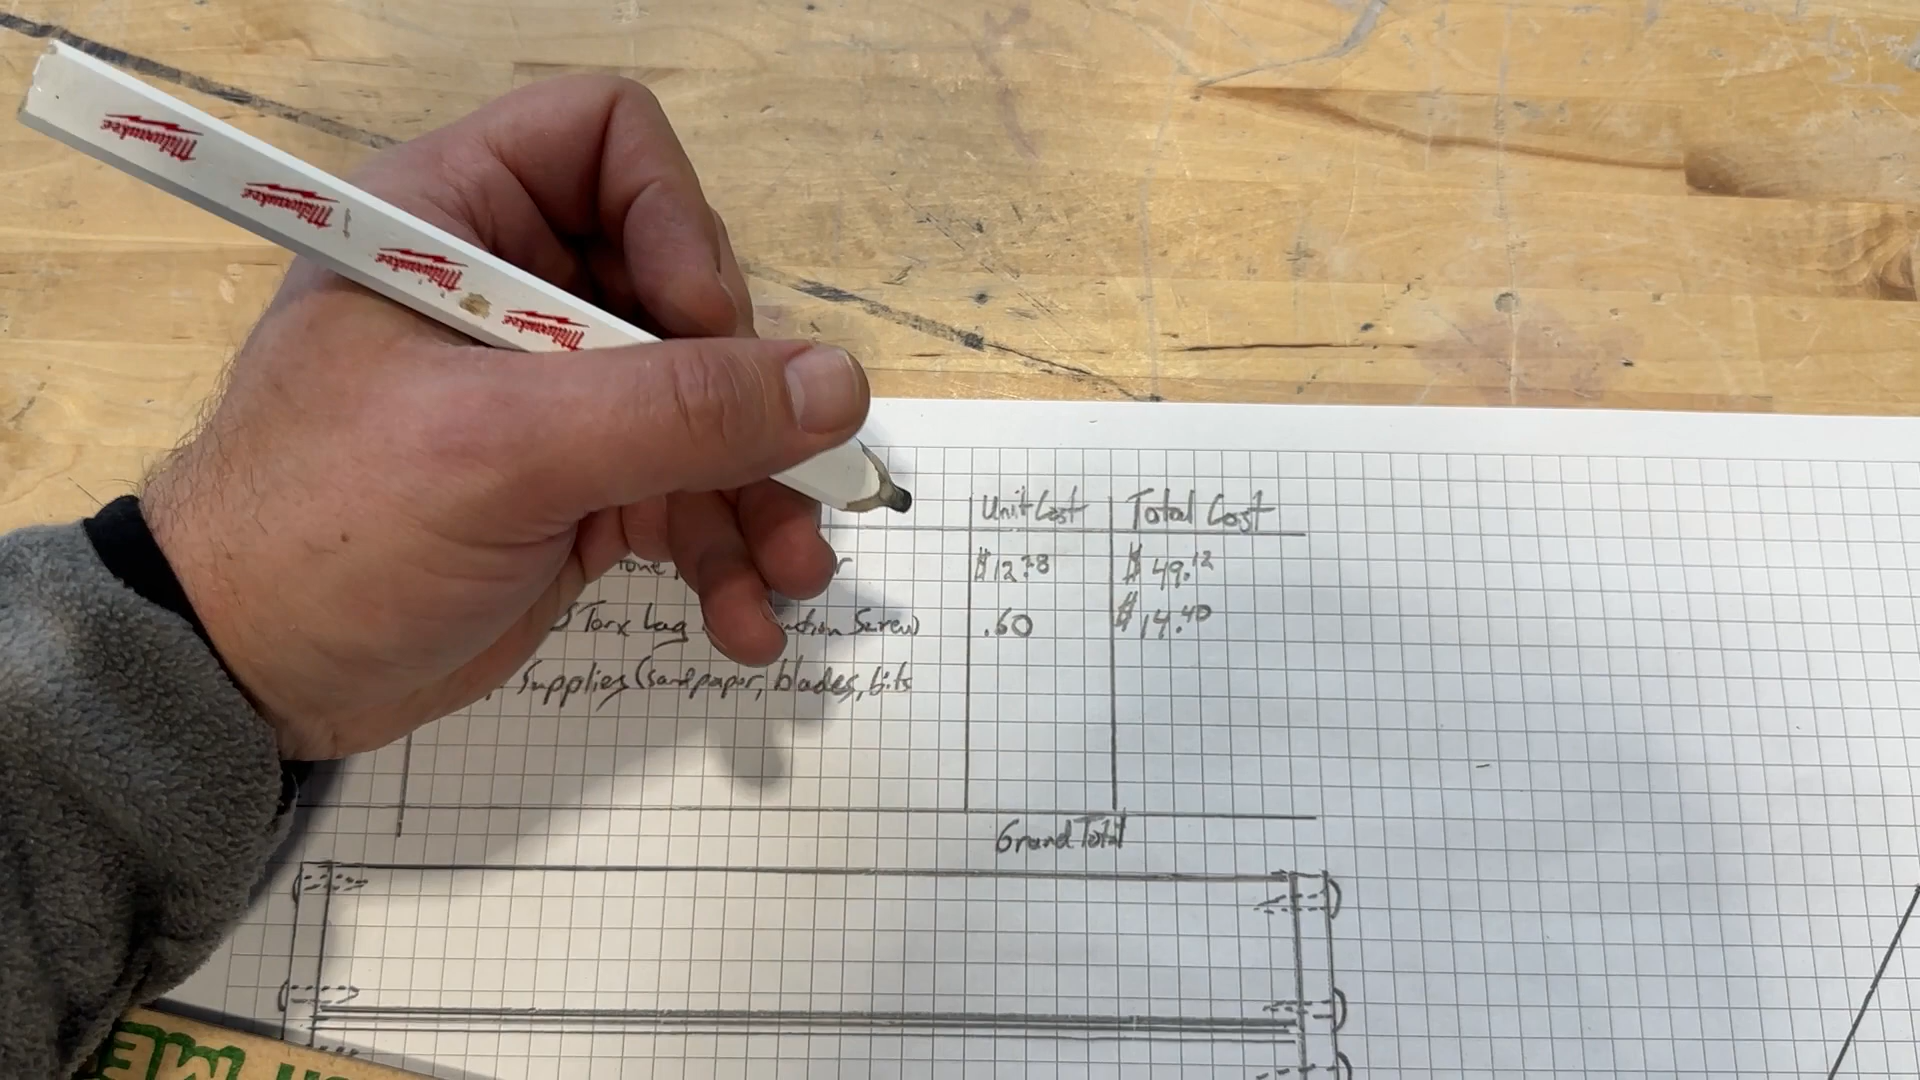 Milwaukee
Milwaukee
Milwaukee
Milwaukee
Unit Cost Total Cost
$12.28 $49.12
Torx Lag Screw) .60 $14.40
Supplies (sandpaper, blades, bits
Grand Total